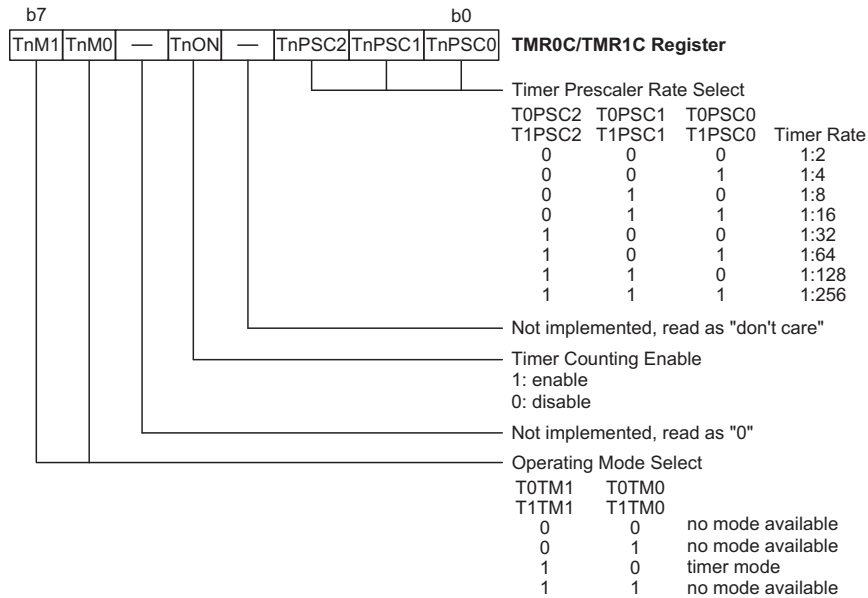 b7 b0
TnM1 TnM0 — TnON — TnPSC2 TnPSC1 TnPSC0 TMR0C/TMR1C Register
Timer Prescaler Rate Select
T0PSC2 T0PSC1 T0PSC0
T1PSC2 T1PSC1 T1PSC0 Timer Rate
0 0 0 1:2
0 0 1 1:4
0 1 0 1:8
0 1 1 1:16
1 0 0 1:32
1 0 1 1:64
1 1 0 1:128
1 1 1 1:256
Not implemented, read as "don't care"
Timer Counting Enable
1: enable
0: disable
Not implemented, read as "0"
Operating Mode Select
T0TM1 T0TM0
T1TM1 T1TM0
0 0 no mode available
0 1 no mode available
1 0 timer mode
1 1 no mode available